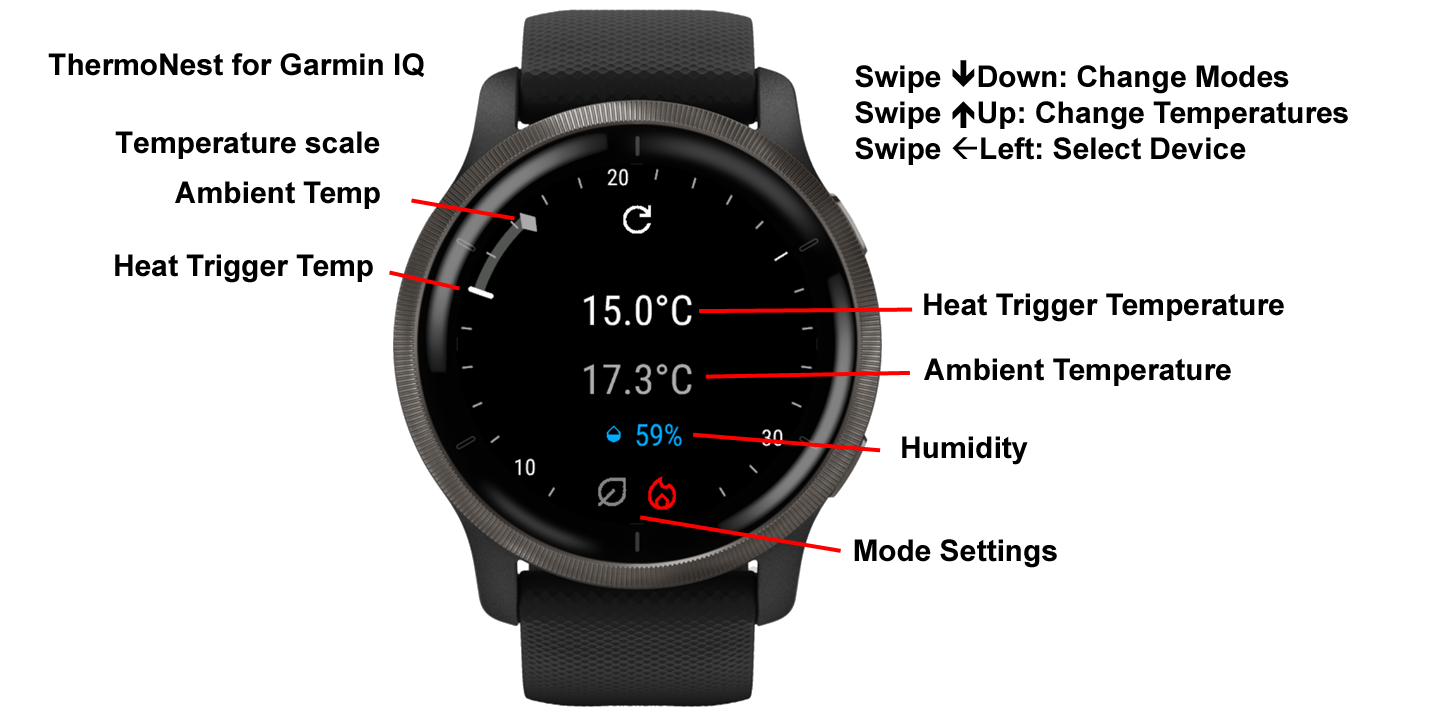 ThermoNest for Garmin IQ
Swipe ↓Down: Change Modes
Swipe ↑Up: Change Temperatures
Swipe ←Left: Select Device
Temperature scale
Ambient Temp
Heat Trigger Temp
20
15.0°C
Heat Trigger Temperature
17.3°C
Ambient Temperature
59%
30
Humidity
10
Mode Settings